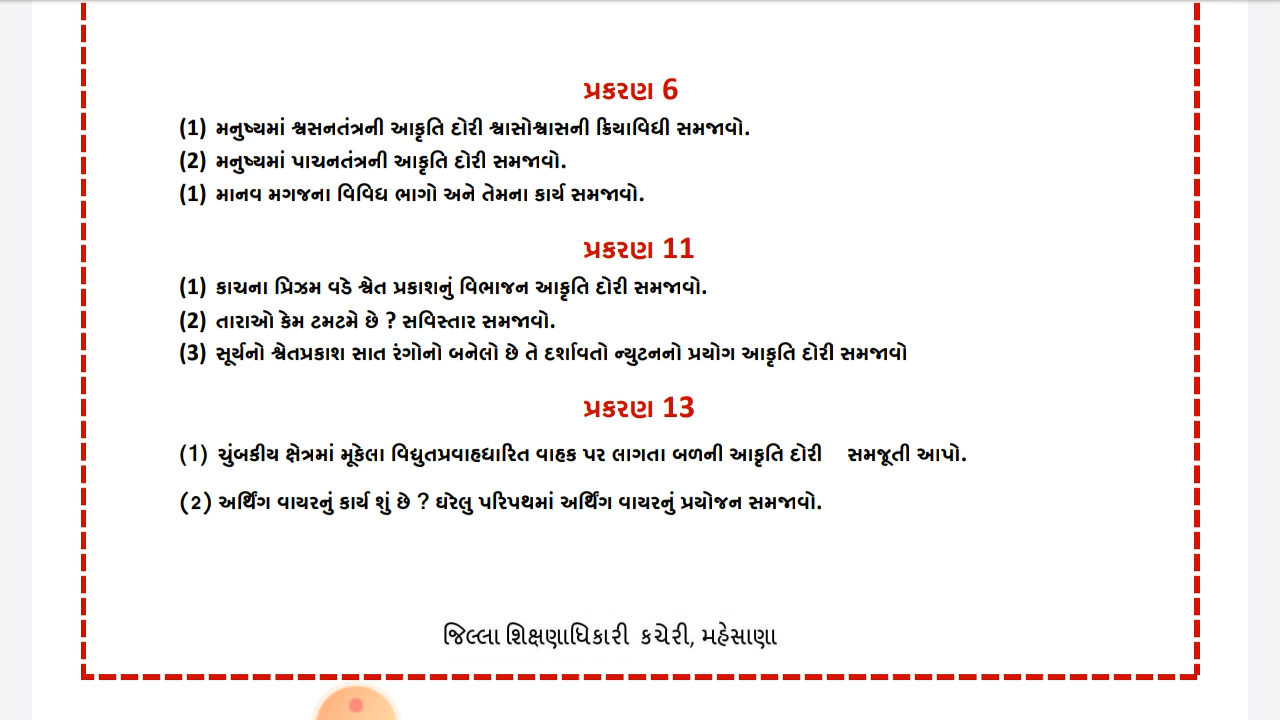 પ્રકરણ 6
(1) મનુષ્યમાં શ્વસનતંત્રની આકૃતિ દોરી શ્વાસોશ્વાસની ક્રિયાવિધી સમજાવો.
(2) મનુષ્યમાં પાચનતંત્રની આકૃતિ દોરી સમજાવો.
(1) માનવ મગજના વિવિધ ભાગો અને તેમના કાર્ય સમજાવો.
પ્રકરણ 11
(1) કાચના પ્રિઝમ વડે શ્વેત પ્રકાશનું વિભાજન આકૃતિ દોરી સમજાવો.
(2) તારાઓ કેમ ટમટમે છે ? સવિસ્તાર સમજાવો.
(3) સૂર્યનો શ્વેતપ્રકાશ સાત રંગોનો બનેલો છે તે દર્શાવતો ન્યુટનનો પ્રયોગ આકૃતિ દોરી સમજાવો
પ્રકરણ 13
(1) ચુંબકીય ક્ષેત્રમાં મૂકેલા વિદ્યુતપ્રવાહધારિત વાહક પર લાગતા બળની આકૃતિ દોરી સમજૂતી આપો.
(2) અર્થિંગ વાયરનું કાર્ય શું છે ? ઘરેલુ પરિપથમાં અર્થિંગ વાયરનું પ્રયોજન સમજાવો.
જિલ્લા શિક્ષણાધિકારી કચેરી, મહેસાણા